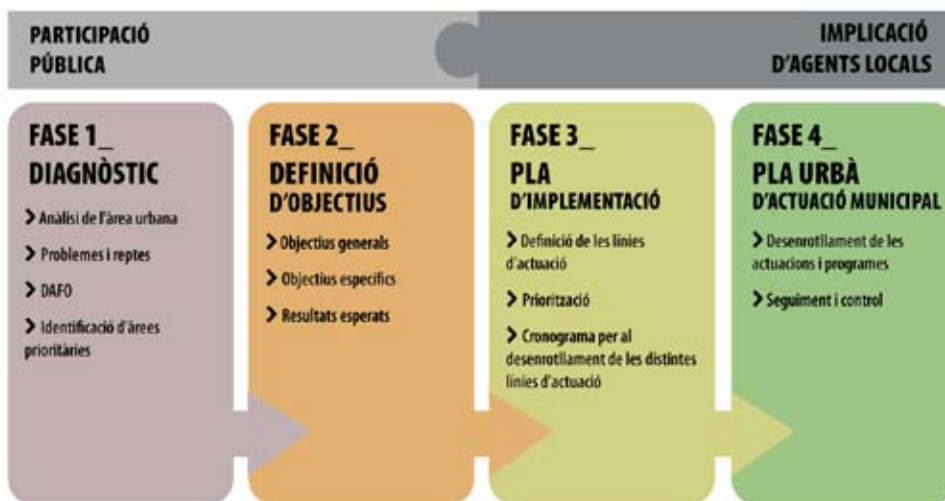 PARTICIPACIÓ
PÚBLICA
IMPLICACIÓ
D'AGENTS LOCALS
FASE 1_
DIAGNÒSTIC
> Anàlisi de l'àrea urbana
> Problemes i reptes
> DAFO
> Identificació d'àrees
prioritàries
FASE 2_
DEFINICIÓ
D'OBJECTIUS
> Objectius generals
> Objectius específics
> Resultats esperats
FASE 3_
PLA
D'IMPLEMENTACIÓ
> Definició de les línies
d'actuació
> Priorització
> Cronograma per al
desenrotllament de les distintes
línies d'actuació
FASE 4_
PLA URBÀ
D'ACTUACIÓ MUNICIPAL
> Desenrotllament de les
actuacions i programes
> Seguiment i control